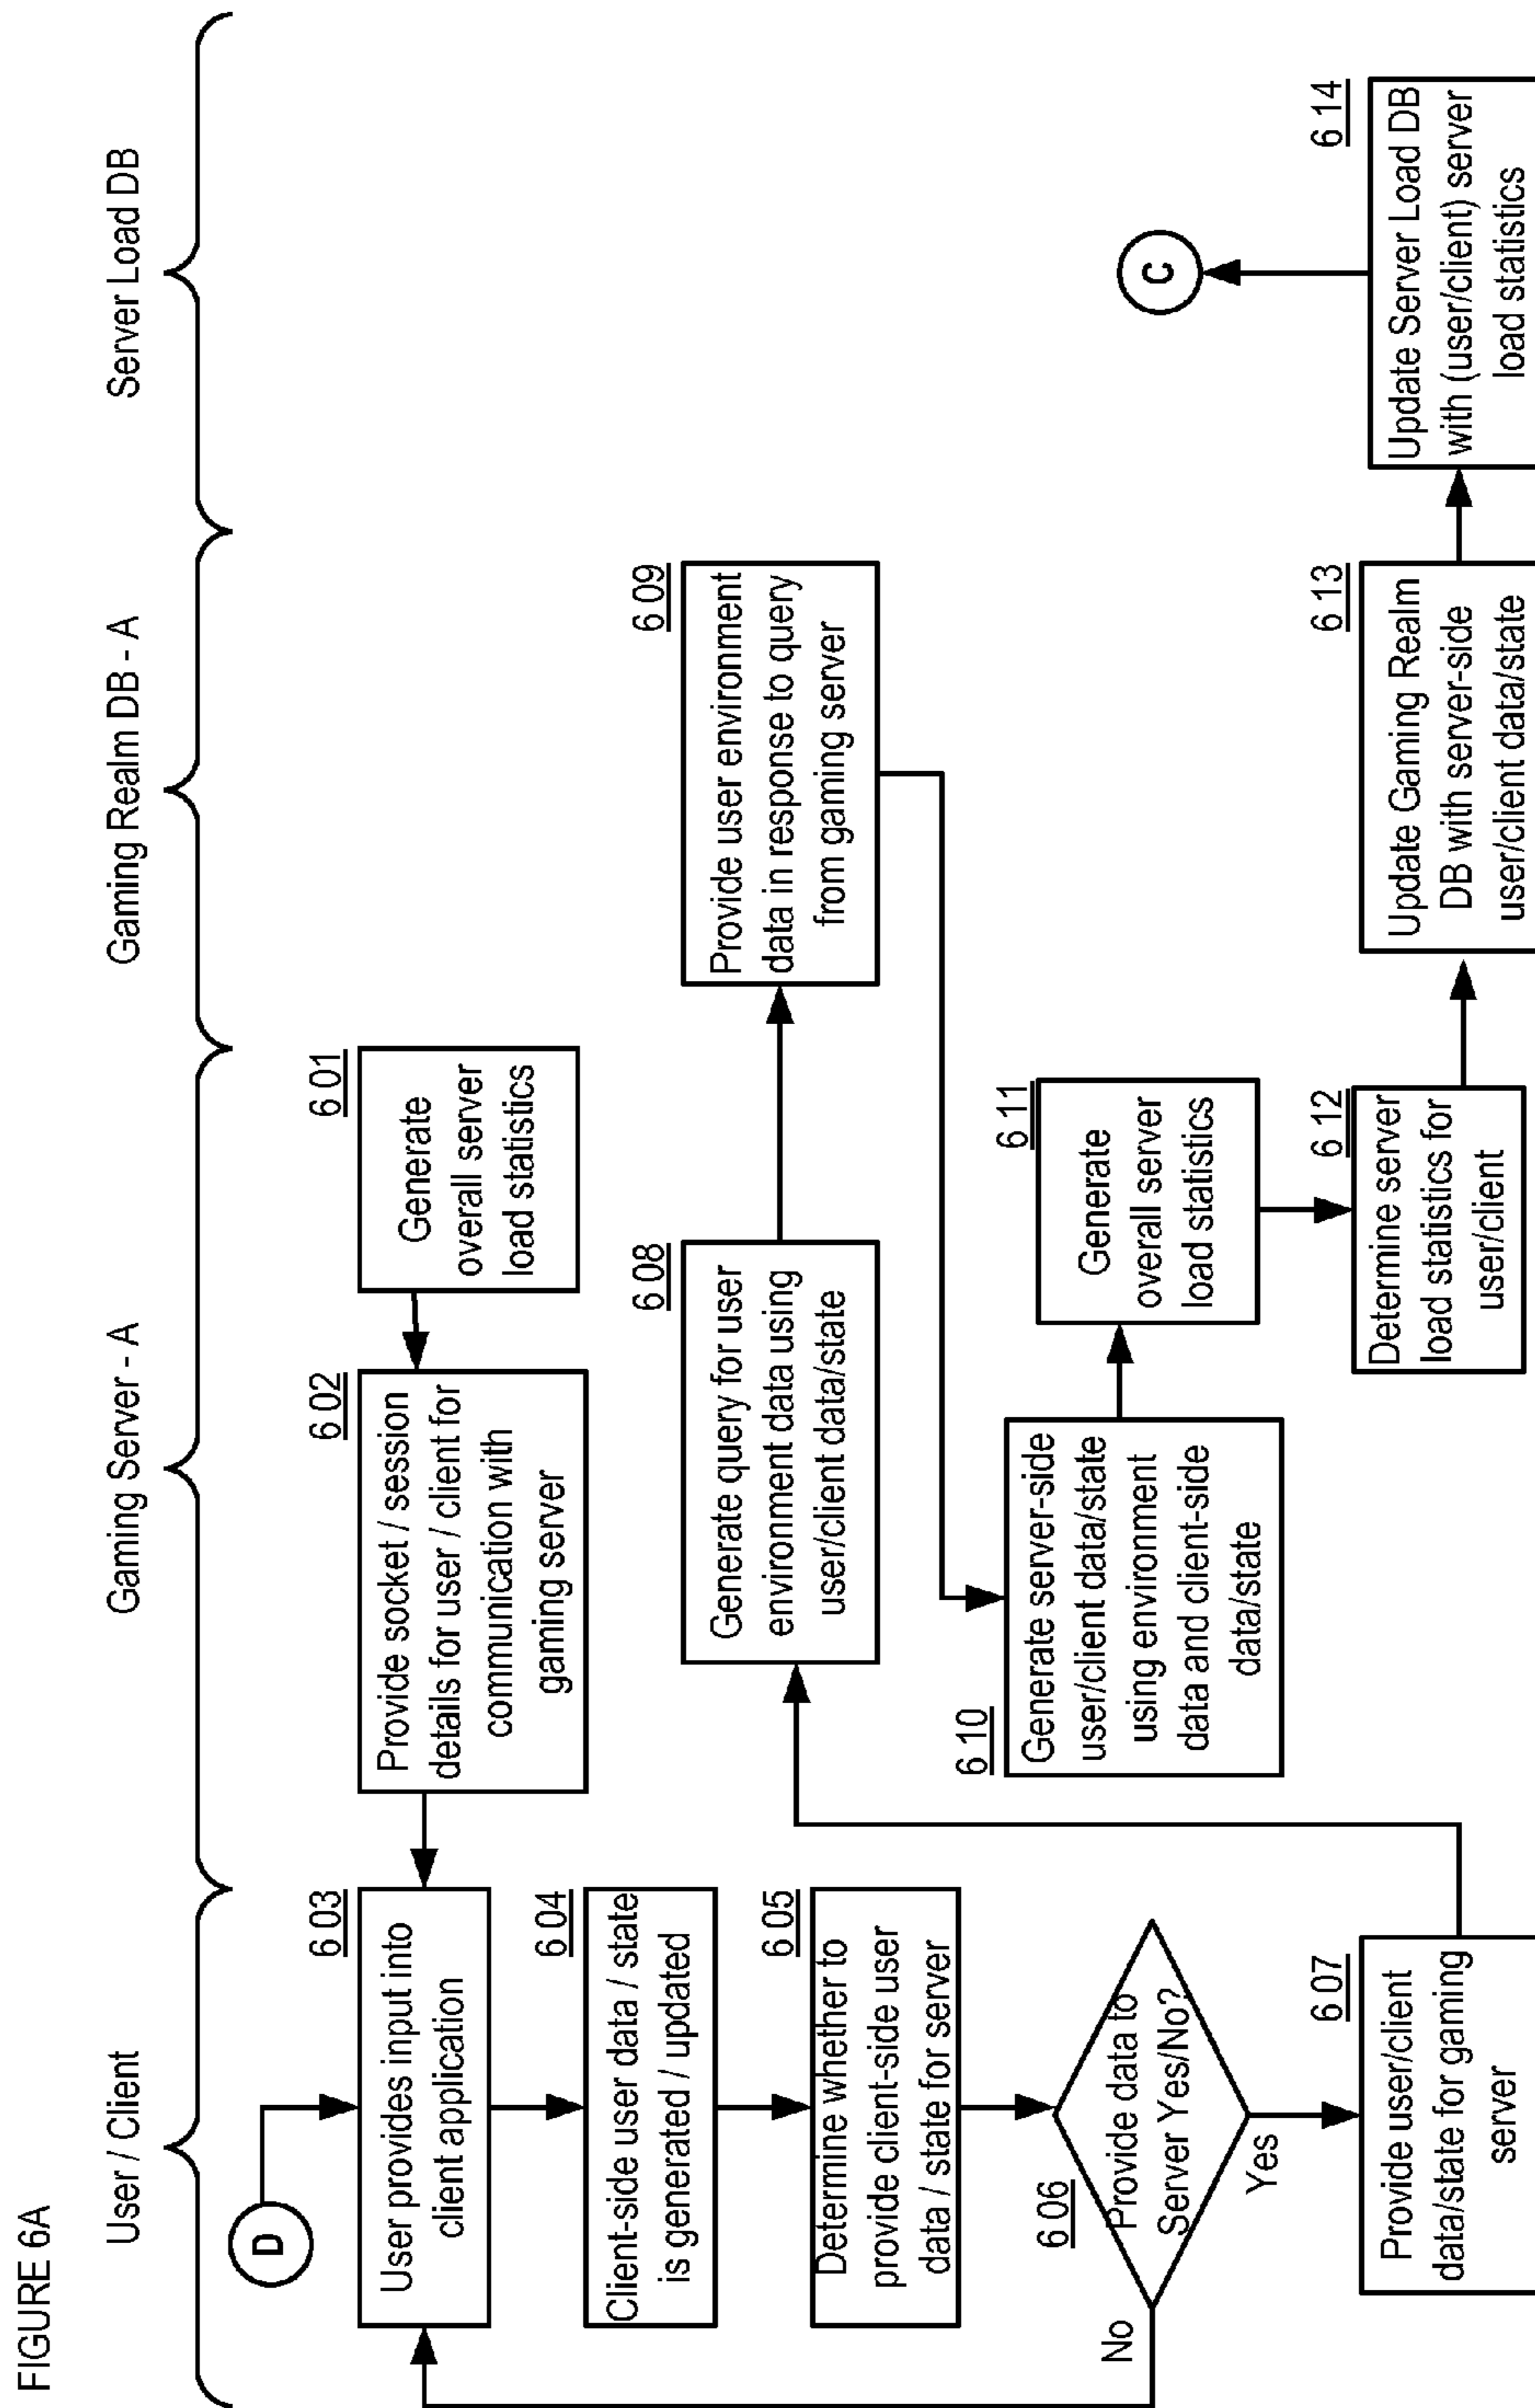 FIGURE 6A
User / Client
Gaming Server - A
Gaming Realm DB - A
Server Load DB
D
6 01
Generate
overall server
load statistics
6 02
Provide socket / session
details for user / client for
communication with
gaming server
6 03
User provides input into
client application
6 04
Client-side user data / state
is generated / updated
6 05
Determine whether to
provide client-side user
data / state for server
6 06
Provide data to
Server Yes/No?
No
Yes
6 07
Provide user/client
data/state for gaming
server
6 08
Generate query for user
environment data using
user/client data/state
6 09
Provide user environment
data in response to query
from gaming server
6 10
Generate server-side
user/client data/state
using environment
data and client-side
data/state
6 11
Generate
overall server
load statistics
6 12
Determine server
load statistics for
user/client
6 13
Update Gaming Realm
DB with server-side
user/client data/state
6 14
Update Server Load DB
with (user/client) server
load statistics
C